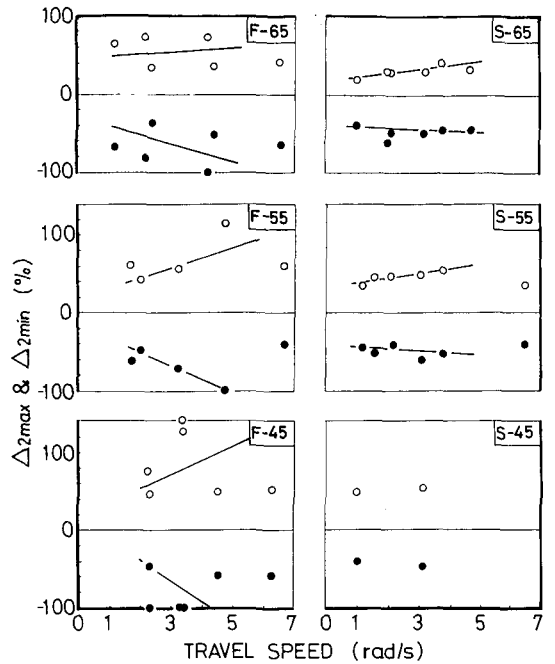 100
0
-100
F-65
S-65
100
0
-100
F-55
S-55
100
0
-100
F-45
S-45
0 1 3 5 7
0 1 3 5 7
Δ2max & Δ2min (%)
TRAVEL SPEED (rad/s)